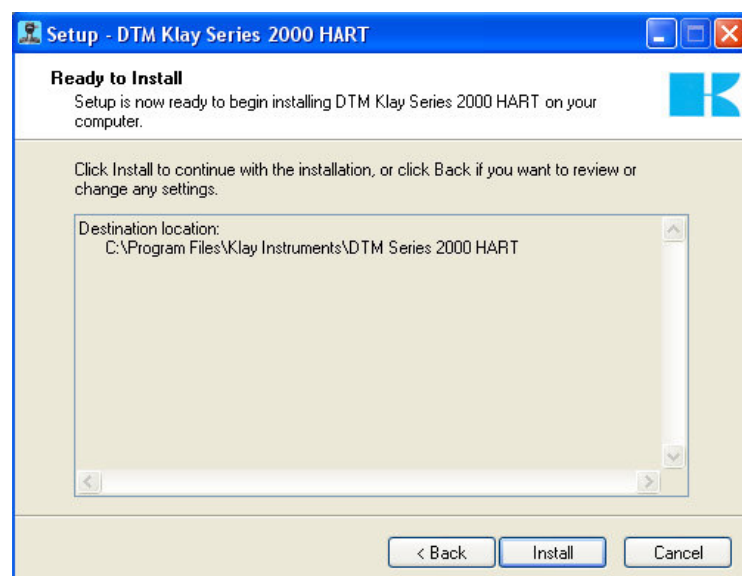 Setup - DTM Klay Series 2000 HART
Ready to Install
Setup is now ready to begin installing DTM Klay Series 2000 HART on your
computer.
Click Install to continue with the installation, or click Back if you want to review or
change any settings.
Destination location:
C:\Program Files\Klay Instruments\DTM Series 2000 HART
< Back
Install
Cancel